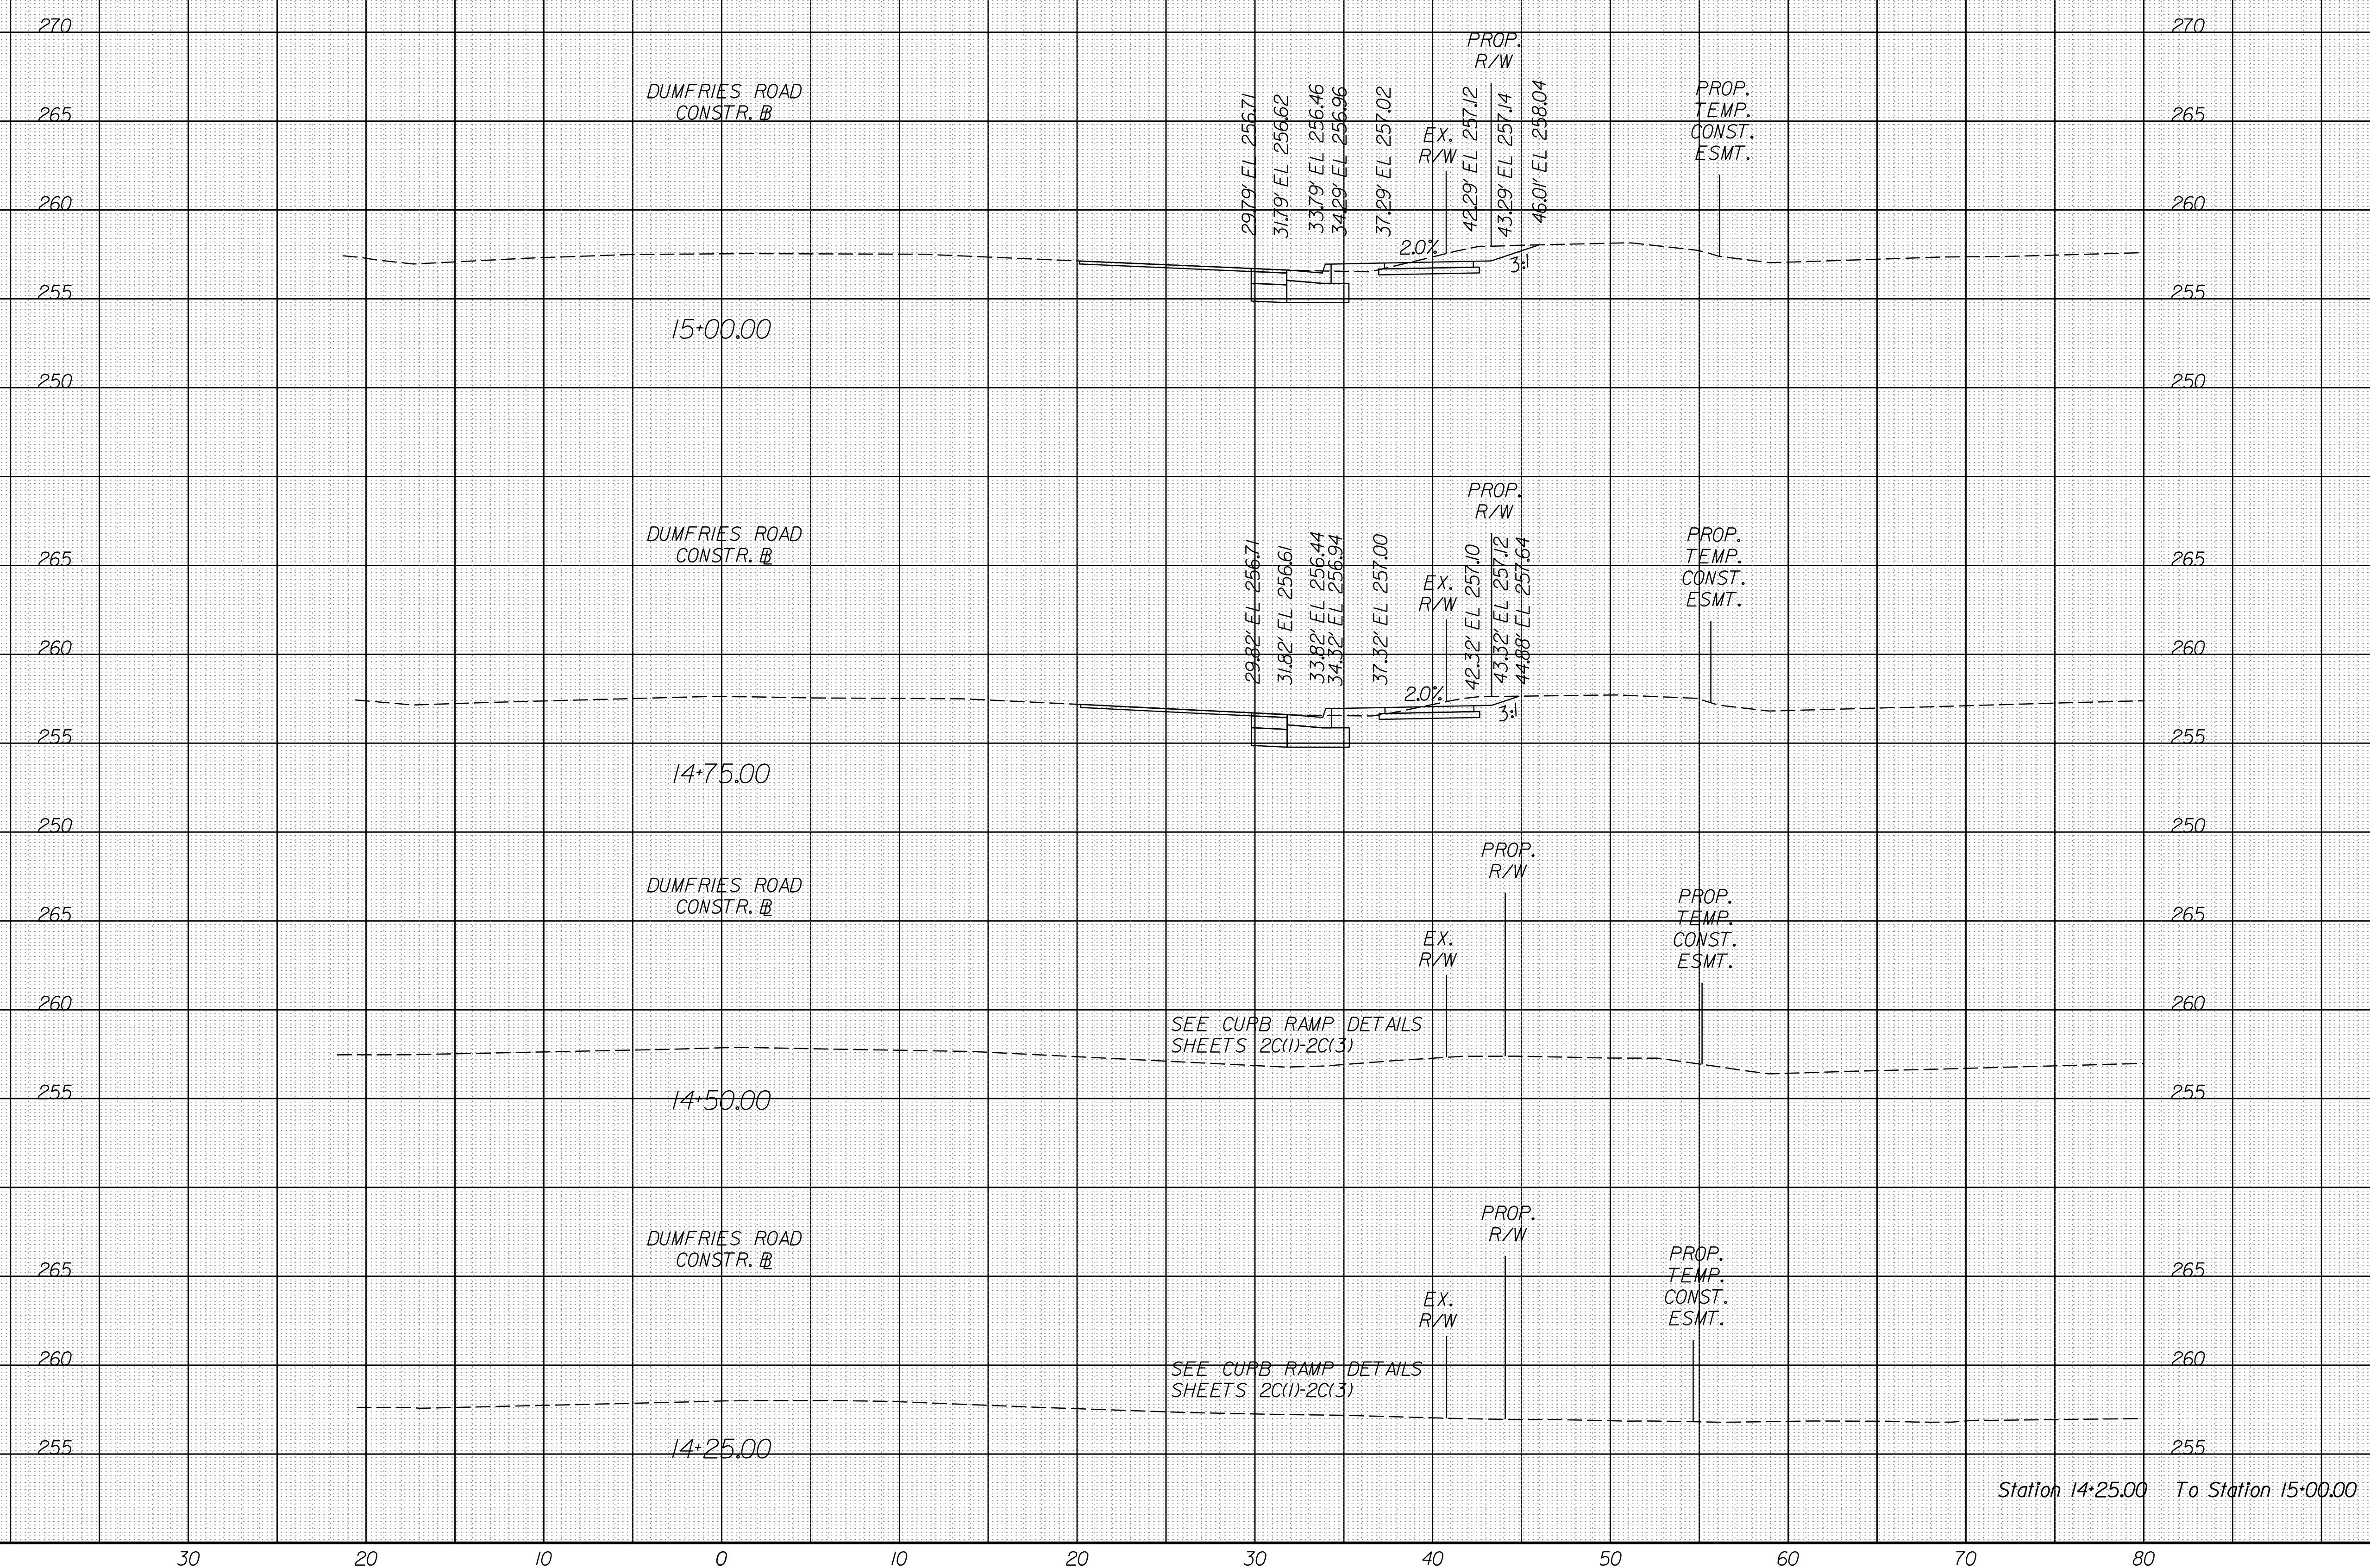 270
270
PROP.
R/W
DUMFRIES ROAD
CONSTR. BL
29.79' EL 256.71
31.79' EL 256.62
33.79' EL 256.46
34.29' EL 256.96
37.29' EL 257.02
EX.
R/W
42.29' EL 257.12
43.29' EL 257.14
46.01' EL 258.04
PROP.
TEMP.
CONST.
ESMT.
265
265
260
260
2.0%
3:1
255
255
15+00.00
250
250
PROP.
R/W
DUMFRIES ROAD
CONSTR. BL
29.82' EL 256.71
31.82' EL 256.61
33.82' EL 256.44
34.32' EL 256.94
37.32' EL 257.00
EX.
R/W
42.32' EL 257.10
43.32' EL 257.12
44.88' EL 257.64
PROP.
TEMP.
CONST.
ESMT.
265
265
260
260
2.0%
3:1
255
255
14+75.00
250
250
PROP.
R/W
DUMFRIES ROAD
CONSTR. BL
PROP.
TEMP.
CONST.
ESMT.
265
265
EX.
R/W
260
260
SEE CURB RAMP DETAILS
SHEETS 2C(1)-2C(3)
255
255
14+50.00
PROP.
R/W
DUMFRIES ROAD
CONSTR. BL
PROP.
TEMP.
CONST.
ESMT.
265
265
EX.
R/W
260
260
SEE CURB RAMP DETAILS
SHEETS 2C(1)-2C(3)
255
255
14+25.00
Station 14+25.00 To Station 15+00.00
30 20 10 0 10 20 30 40 50 60 70 80